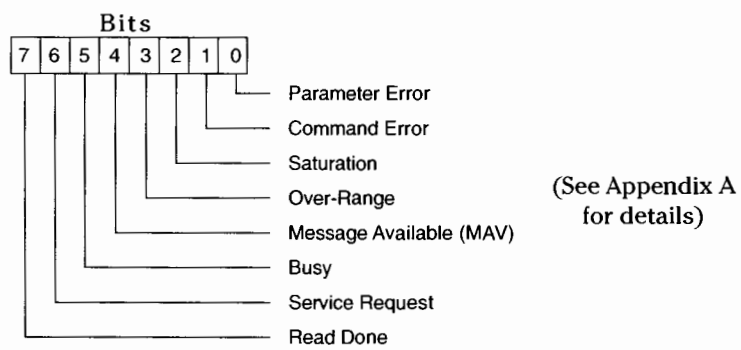 Bits
7 6 5 4 3 2 1 0
Parameter Error
Command Error
Saturation
Over-Range
Message Available (MAV)
Busy
Service Request
Read Done
(See Appendix A
for details)